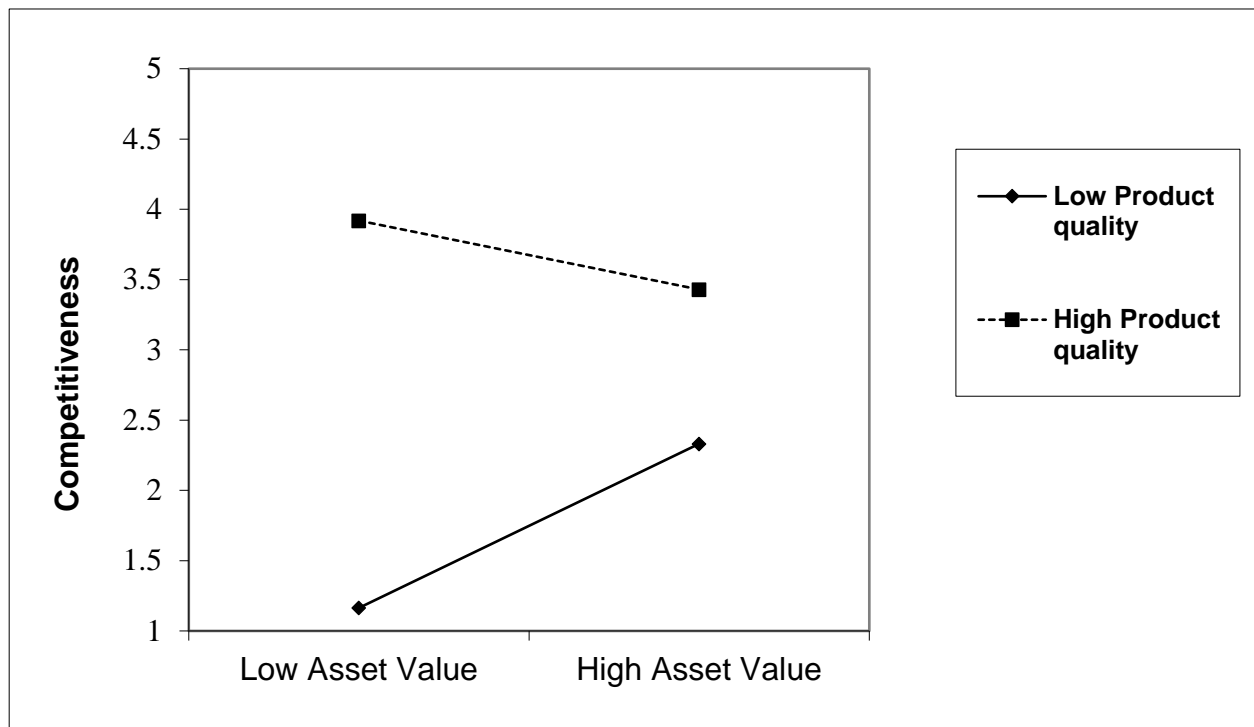 5
4.5
4
3.5
3
2.5
2
1.5
1
Competitiveness
Low Asset Value
High Asset Value
Low Product
quality
High Product
quality